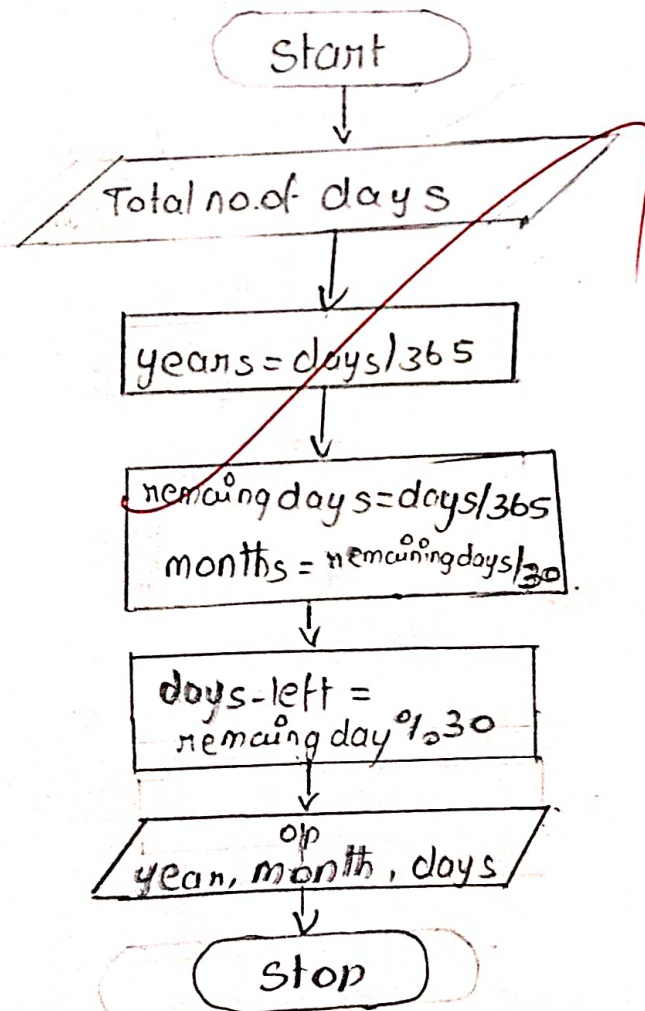 Start
Total no.of days
years = days/365
remaining days = days/365
months = remaining days/30
days-left =
remaing day % 30
o/p
year, month, days
Stop